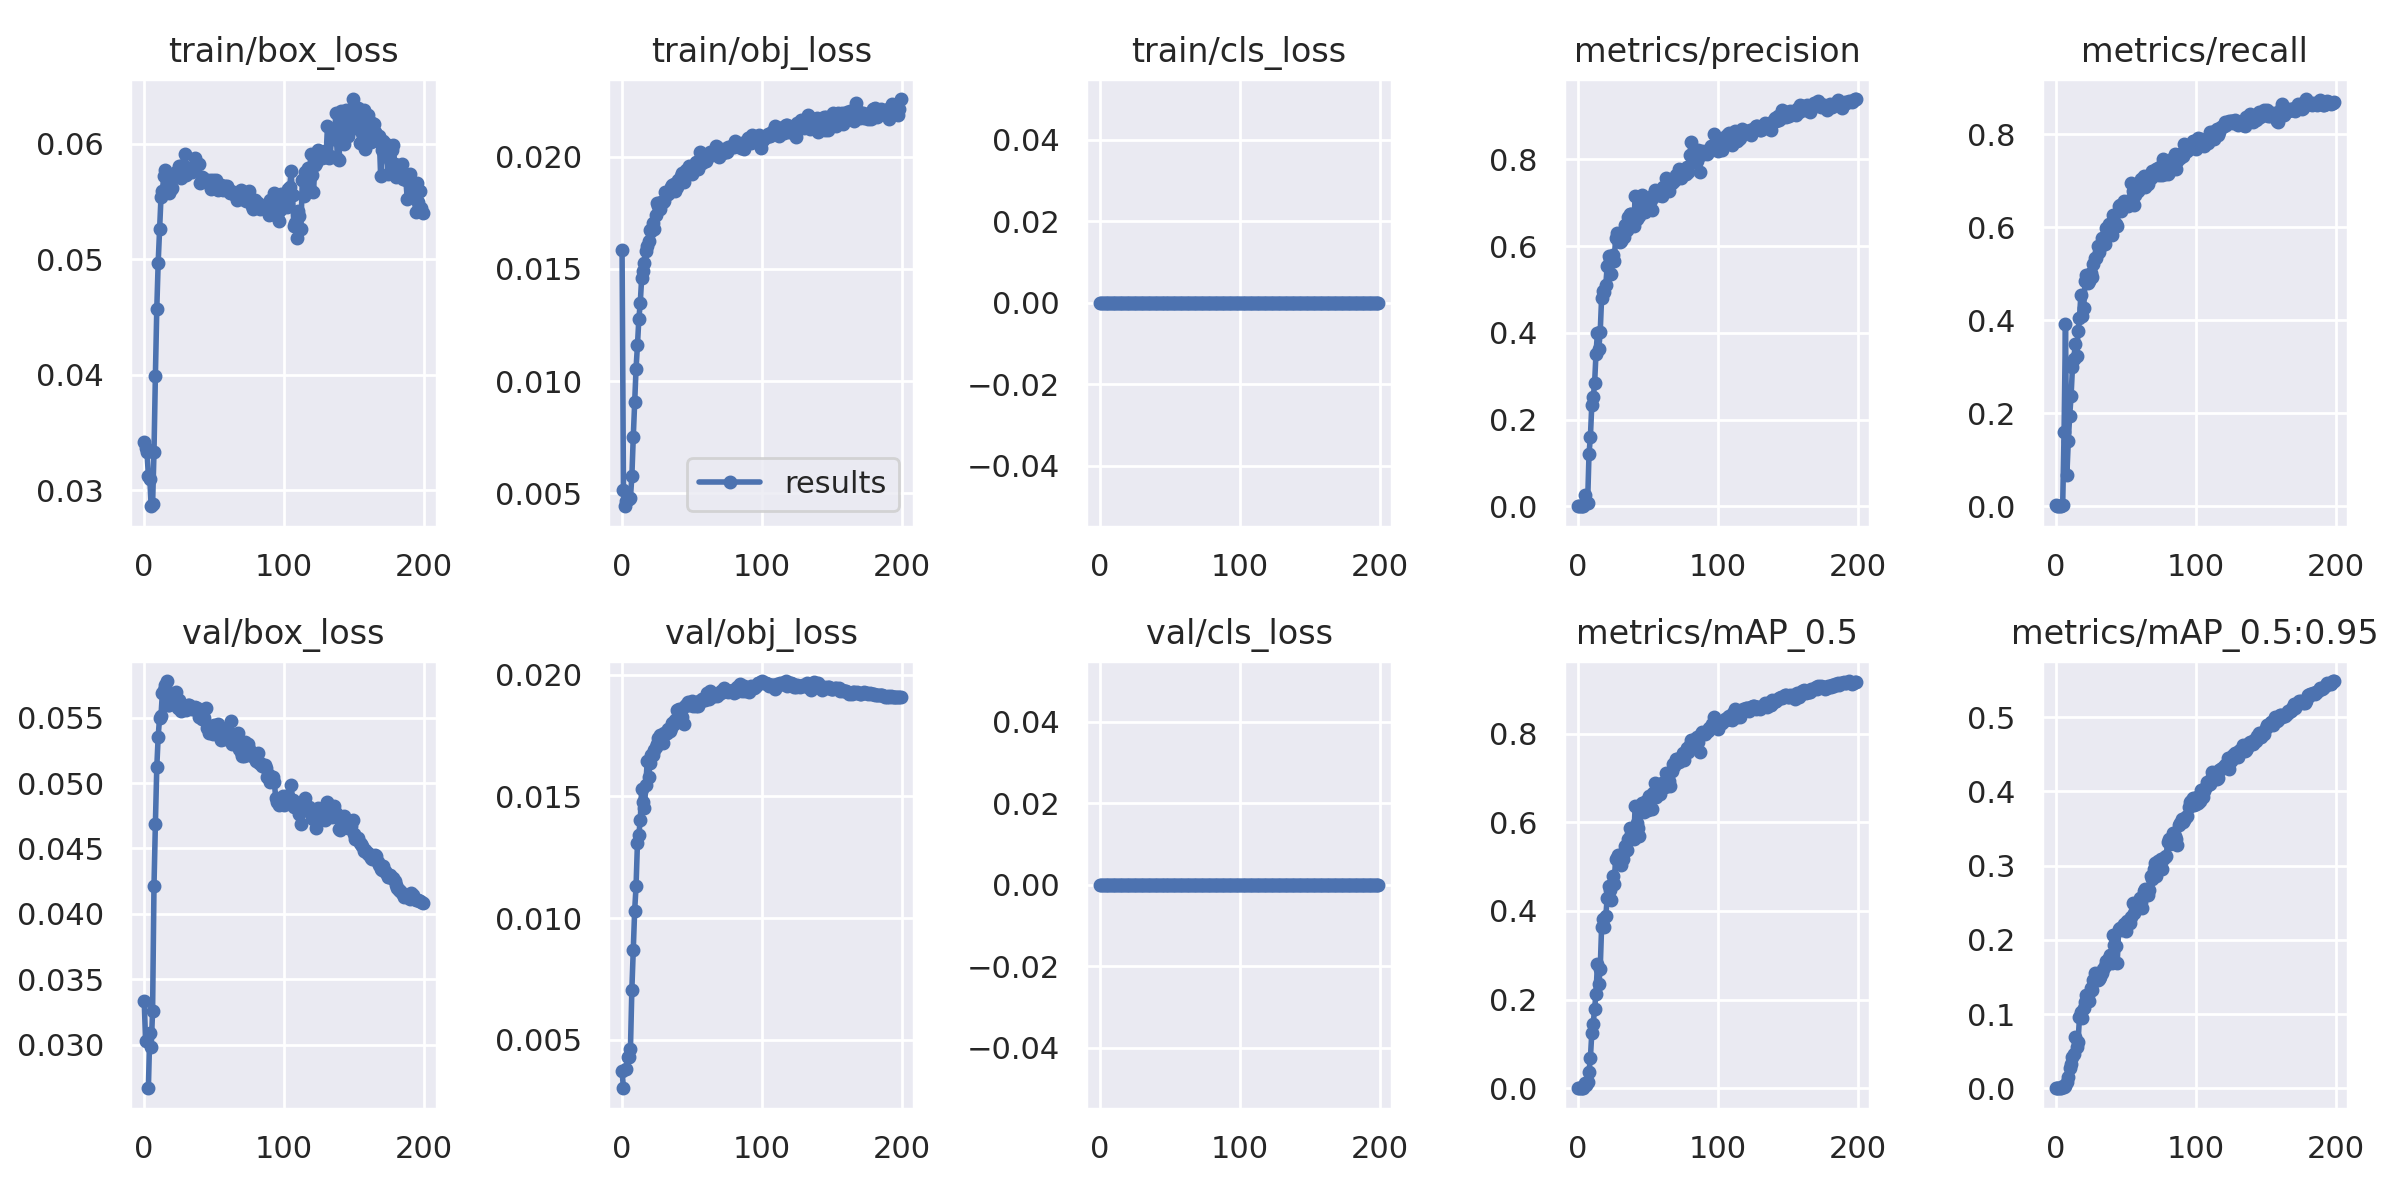 train/box_loss
0.06
0.05
0.04
0.03
0 100 200
train/obj_loss
0.020
0.015
0.010
0.005
results
0 100 200
train/cls_loss
0.04
0.02
0.00
−0.02
−0.04
0 100 200
metrics/precision
0.8
0.6
0.4
0.2
0.0
0 100 200
metrics/recall
0.8
0.6
0.4
0.2
0.0
0 100 200
val/box_loss
0.055
0.050
0.045
0.040
0.035
0.030
0 100 200
val/obj_loss
0.020
0.015
0.010
0.005
0 100 200
val/cls_loss
0.04
0.02
0.00
−0.02
−0.04
0 100 200
metrics/mAP_0.5
0.8
0.6
0.4
0.2
0.0
0 100 200
metrics/mAP_0.5:0.95
0.5
0.4
0.3
0.2
0.1
0.0
0 100 200